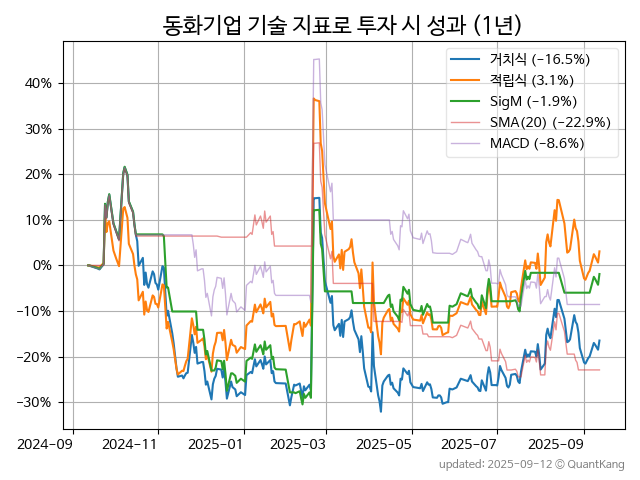 동화기업 기술 지표로 투자 시 성과 (1년)
거치식 (−16.5%)
적립식 (3.1%)
SigM (−1.9%)
SMA(20) (−22.9%)
MACD (−8.6%)
40%
30%
20%
10%
0%
−10%
−20%
−30%
2024-09 2024-11 2025-01 2025-03 2025-05 2025-07 2025-09
updated: 2025-09-12 © QuantKang